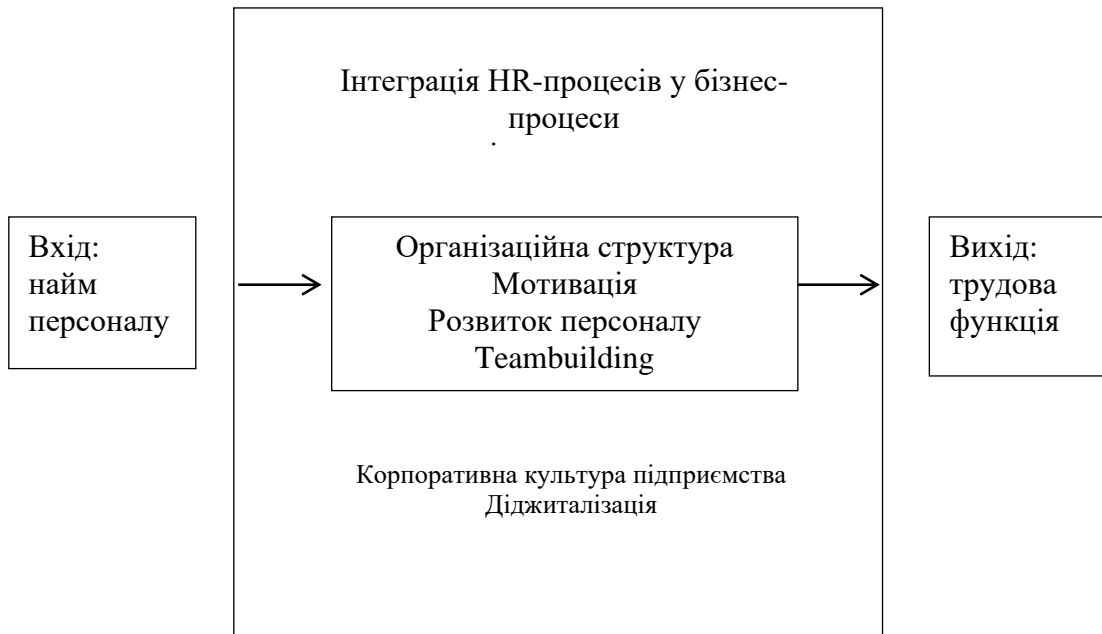 Інтеграція HR-процесів у бізнес-
процеси
.
Вхід:
найм
персоналу
Організаційна структура
Мотивація
Розвиток персоналу
Teambuilding
Вихід:
трудова
функція
Корпоративна культура підприємства
Діджиталізація